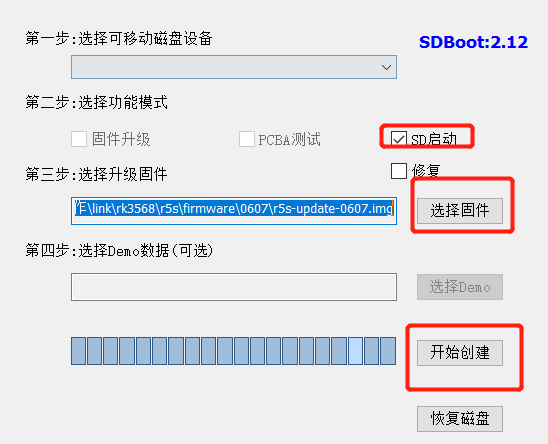 第一步:选择可移动磁盘设备
SDBoot:2.12
第二步:选择功能模式
固件升级
PCBA测试
SD启动
第三步:选择升级固件
修复
F:\link\rk3568\r5s\firmware\0607\r5s-update-0607.img
选择固件
第四步:选择Demo数据(可选)
选择Demo
开始创建
恢复磁盘